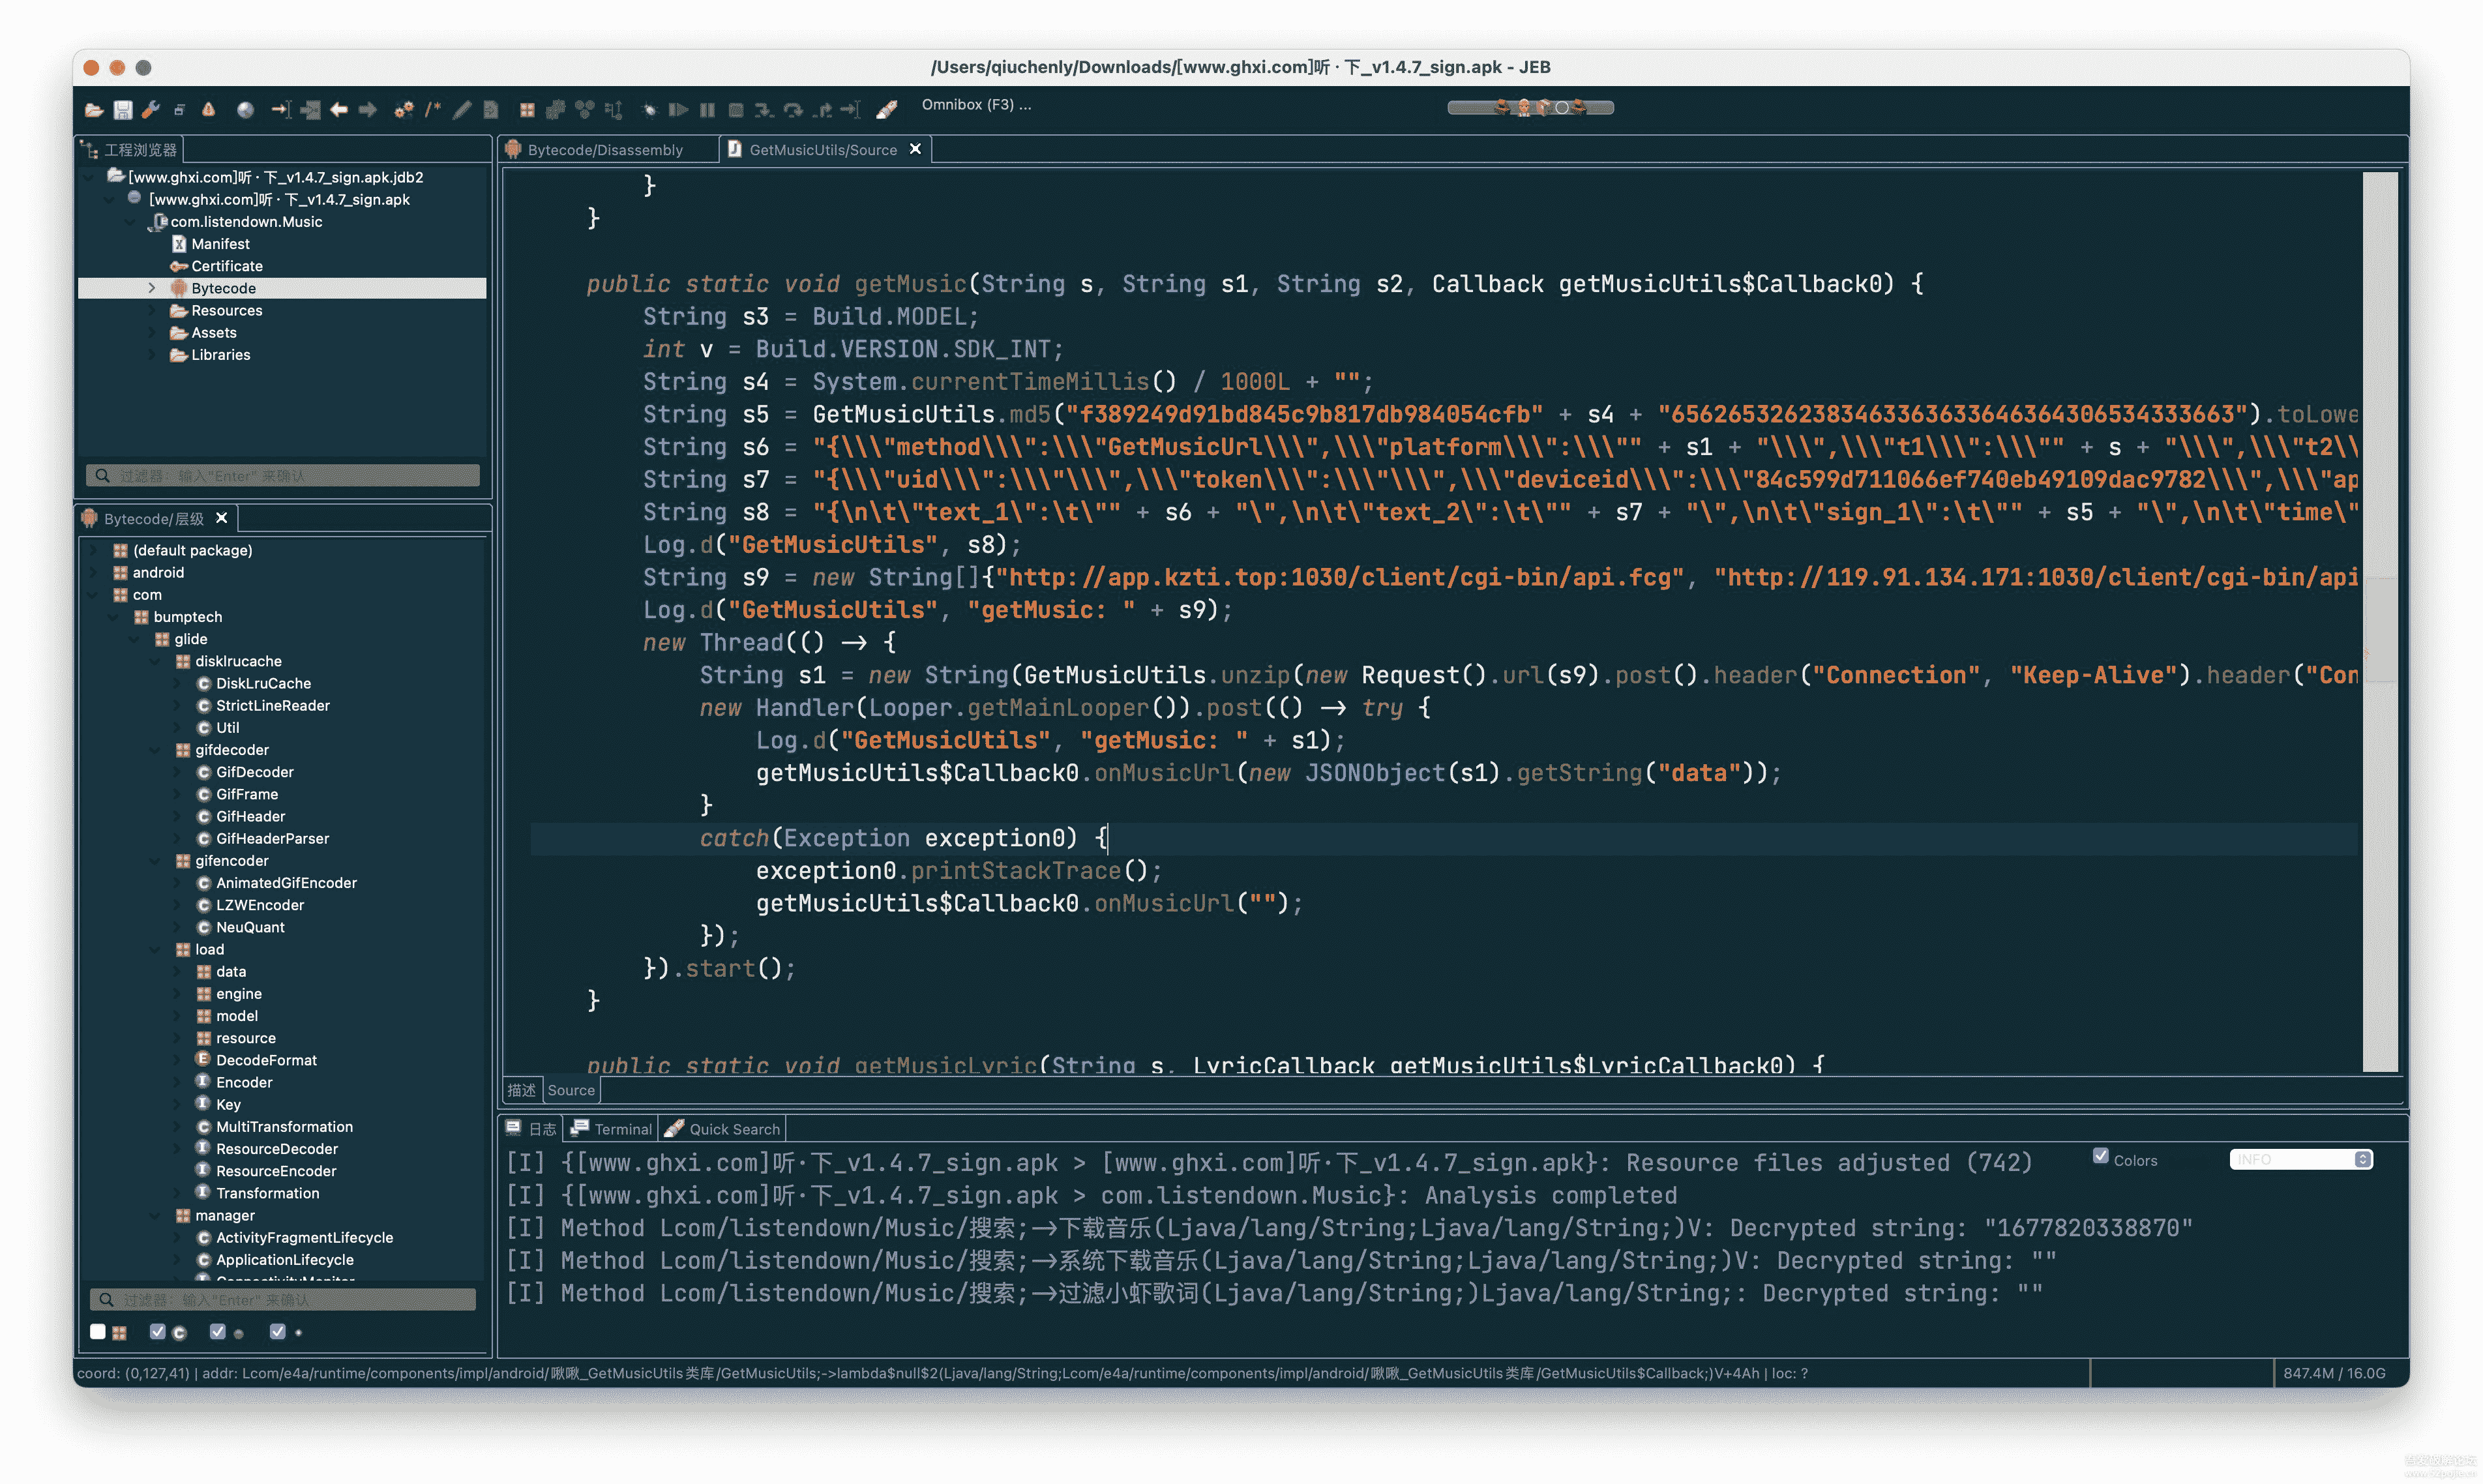 /Users/qiuchenly/Downloads/[www.ghxi.com]听 · 下_v1.4.7_sign.apk - JEB
Omnibox (F3) ...
工程浏览器
[www.ghxi.com]听 · 下_v1.4.7_sign.apk.jdb2
[www.ghxi.com]听 · 下_v1.4.7_sign.apk
com.listendown.Music
Manifest
Certificate
Bytecode
Resources
Assets
Libraries
过滤器: 输入"Enter" 来确认
Bytecode/层级
(default package)
android
com
bumptech
glide
disklrucache
DiskLruCache
StrictLineReader
Util
gifdecoder
GifDecoder
GifFrame
GifHeader
GifHeaderParser
gifencoder
AnimatedGifEncoder
LZWEncoder
NeuQuant
load
data
engine
model
resource
DecodeFormat
Encoder
Key
MultiTransformation
ResourceDecoder
ResourceEncoder
Transformation
manager
ActivityFragmentLifecycle
ApplicationLifecycle
ConnectivityMonitor
过滤器: 输入"Enter" 来确认
Bytecode/Disassembly
GetMusicUtils/Source
}
}
public static void getMusic(String s, String s1, String s2, Callback getMusicUtils$Callback0) {
String s3 = Build.MODEL;
int v = Build.VERSION.SDK_INT;
String s4 = System.currentTimeMillis() / 1000L + "";
String s5 = GetMusicUtils.md5("f389249d91bd845c9b817db984054cfb" + s4 + "6562653262383463363633646364306534333663").toLowe
String s6 = "{\\\"method\\\":\\\"GetMusicUrl\\\",\\\"platform\\\":\\\"" + s1 + "\\\",\\\"t1\\\":\\\"" + s + "\\\",\\\"t2\\
String s7 = "{\\\"uid\\\":\\\"\\\",\\\"token\\\":\\\"\\\",\\\"deviceid\\\":\\\"84c599d711066ef740eb49109dac9782\\\",\\\"ap
String s8 = "{\n\t\"text_1\":\t\"" + s6 + "\",\n\t\"text_2\":\t\"" + s7 + "\",\n\t\"sign_1\":\t\"" + s5 + "\",\n\t\"time\"
Log.d("GetMusicUtils", s8);
String s9 = new String[]{"http://app.kzti.top:1030/client/cgi-bin/api.fcg", "http://119.91.134.171:1030/client/cgi-bin/api
Log.d("GetMusicUtils", "getMusic: " + s9);
new Thread(() -> {
String s1 = new String(GetMusicUtils.unzip(new Request().url(s9).post().header("Connection", "Keep-Alive").header("Con
new Handler(Looper.getMainLooper()).post(() -> try {
Log.d("GetMusicUtils", "getMusic: " + s1);
getMusicUtils$Callback0.onMusicUrl(new JSONObject(s1).getString("data"));
}
catch(Exception exception0) {
exception0.printStackTrace();
getMusicUtils$Callback0.onMusicUrl("");
});
}).start();
}
public static void getMusicLyric(String s, LyricCallback getMusicUtils$LyricCallback0) {
描述 Source
日志 Terminal Quick Search
Colors
INFO
[I] {[www.ghxi.com]听·下_v1.4.7_sign.apk > [www.ghxi.com]听·下_v1.4.7_sign.apk}: Resource files adjusted (742)
[I] {[www.ghxi.com]听·下_v1.4.7_sign.apk > com.listendown.Music}: Analysis completed
[I] Method Lcom/listendown/Music/搜索;->下载音乐(Ljava/lang/String;Ljava/lang/String;)V: Decrypted string: "1677820338870"
[I] Method Lcom/listendown/Music/搜索;->系统下载音乐(Ljava/lang/String;Ljava/lang/String;)V: Decrypted string: ""
[I] Method Lcom/listendown/Music/搜索;->过滤小虾歌词(Ljava/lang/String;)Ljava/lang/String;: Decrypted string: ""
coord: (0,127,41) | addr: Lcom/e4a/runtime/components/impl/android/啾啾_GetMusicUtils类库/GetMusicUtils;->lambda$null$2(Ljava/lang/String;Lcom/e4a/runtime/components/impl/android/啾啾_GetMusicUtils类库/GetMusicUtils$Callback;)V+4Ah | loc: ?
847.4M / 16.0G